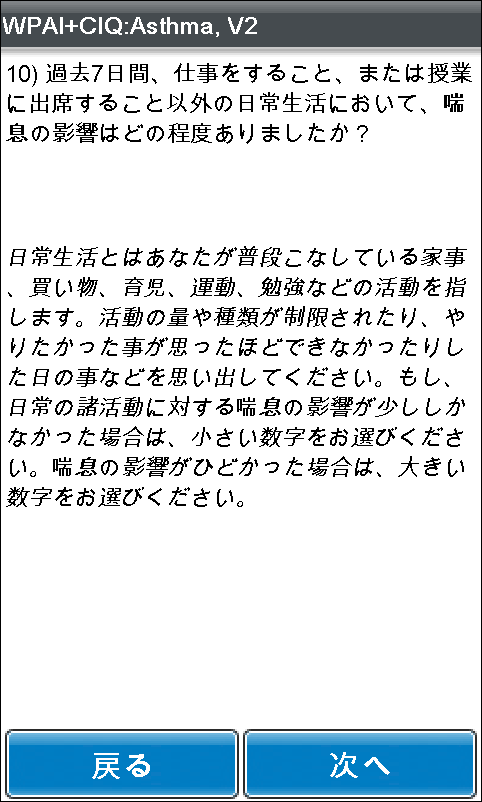 WPAI+CIQ:Asthma, V2
10) 過去7日間、仕事をすること、または授業
に出席すること以外の日常生活において、喘
息の影響はどの程度ありましたか？
日常生活とはあなたが普段こなしている家事
、買い物、育児、運動、勉強などの活動を指
します。活動の量や種類が制限されたり、や
りたかった事が思ったほどできなかったりし
た日の事などを思い出してください。もし、
日常の諸活動に対する喘息の影響が少ししか
なかった場合は、小さい数字をお選びくださ
い。喘息の影響がひどかった場合は、大きい
数字をお選びください。
戻る
次へ